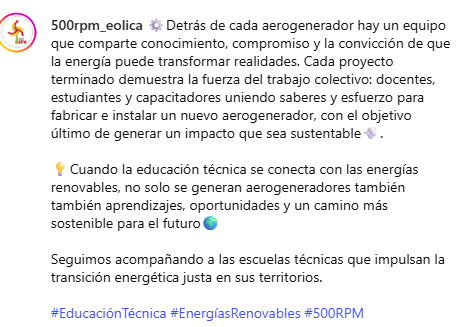 500rpm_eolica ⚙️ Detrás de cada aerogenerador hay un equipo
que comparte conocimiento, compromiso y la convicción de que
la energía puede transformar realidades. Cada proyecto
terminado demuestra la fuerza del trabajo colectivo: docentes,
estudiantes y capacitadores uniendo saberes y esfuerzo para
fabricar e instalar un nuevo aerogenerador, con el objetivo
último de generar un impacto que sea sustentable .
💡 Cuando la educación técnica se conecta con las energías
renovables, no solo se generan aerogeneradores también
también aprendizajes, oportunidades y un camino más
sostenible para el futuro 🌎
Seguimos acompañando a las escuelas técnicas que impulsan la
transición energética justa en sus territorios.
#EducaciónTécnica #EnergíasRenovables #500RPM